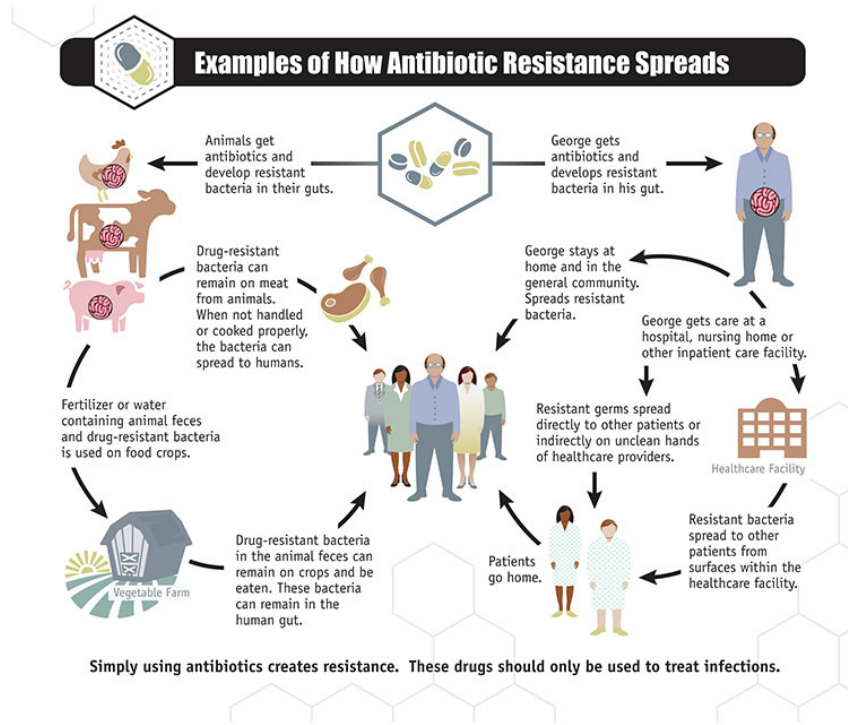 Examples of How Antibiotic Resistance Spreads
Animals get
antibiotics and
develop resistant
bacteria in their guts.
George gets
antibiotics and
develops resistant
bacteria in his gut.
Drug-resistant
bacteria can
remain on meat
from animals.
When not handled
or cooked properly,
the bacteria can
spread to humans.
George stays at
home and in the
general community.
Spreads resistant
bacteria.
George gets care at a
hospital, nursing home or
other inpatient care facility.
Fertilizer or water
containing animal feces
and drug-resistant bacteria
is used on food crops.
Resistant germs spread
directly to other patients or
indirectly on unclean hands
of healthcare providers.
Healthcare Facility
Vegetable Farm
Drug-resistant bacteria
in the animal feces can
remain on crops and be
eaten. These bacteria
can remain in the
human gut.
Patients
go home.
Resistant bacteria
spread to other
patients from
surfaces within the
healthcare facility.
Simply using antibiotics creates resistance. These drugs should only be used to treat infections.